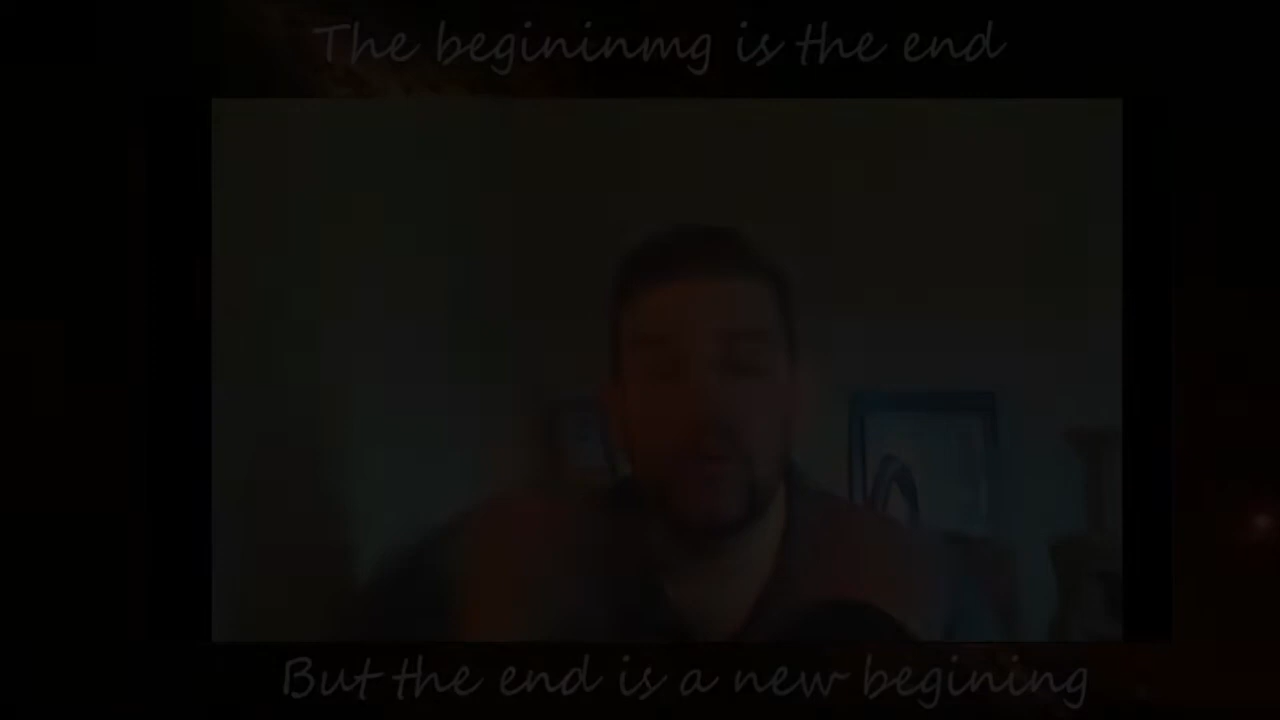 The begininmg is the end
But the end is a new begining